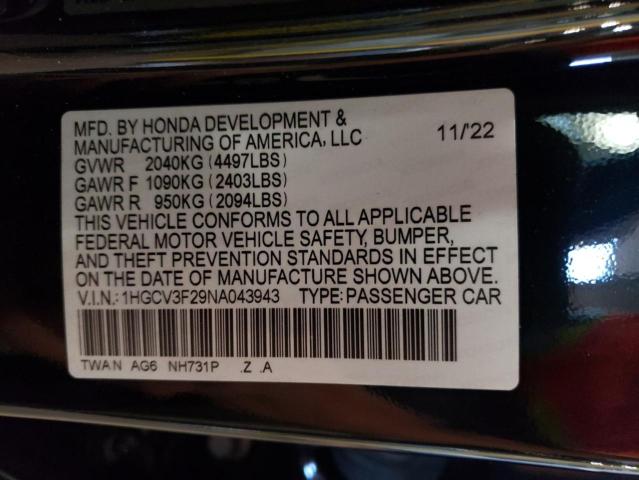 MFD. BY HONDA DEVELOPMENT &
MANUFACTURING OF AMERICA, LLC 11/'22
GVWR 2040KG (4497LBS)
GAWR F 1090KG (2403LBS)
GAWR R 950KG (2094LBS)
THIS VEHICLE CONFORMS TO ALL APPLICABLE
FEDERAL MOTOR VEHICLE SAFETY, BUMPER,
AND THEFT PREVENTION STANDARDS IN EFFECT
ON THE DATE OF MANUFACTURE SHOWN ABOVE.
V.I.N.: 1HGCV3F29NA043943 TYPE: PASSENGER CAR
TWAN AG6 NH731P .Z .A